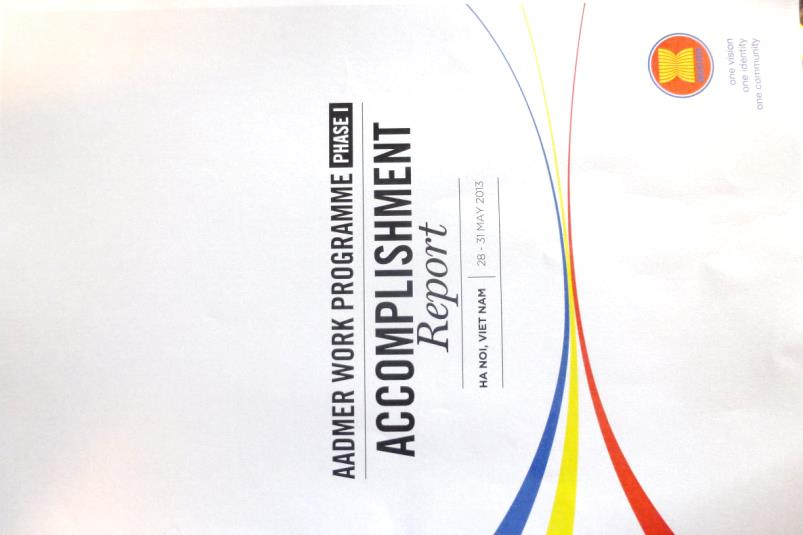 AADMER WORK PROGRAMME PHASE I
ACCOMPLISHMENT
Report
HA NOI, VIET NAM | 28 - 31 MAY 2013
one vision
one identity
one community